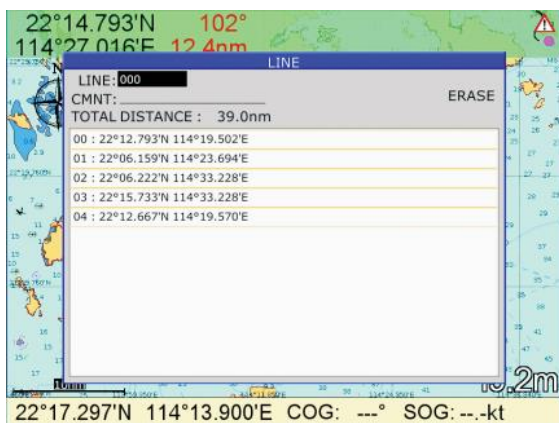 22°14.793'N 102°
114°27.016'E 12.4nm
LINE
LINE: 000
CMNT:
ERASE
TOTAL DISTANCE : 39.0nm
00 : 22°12.793'N 114°19.502'E
01 : 22°06.159'N 114°23.694'E
02 : 22°06.222'N 114°33.228'E
03 : 22°15.733'N 114°33.228'E
04 : 22°12.667'N 114°19.570'E
22°17.297'N 114°13.900'E COG: ---° SOG: --.-kt